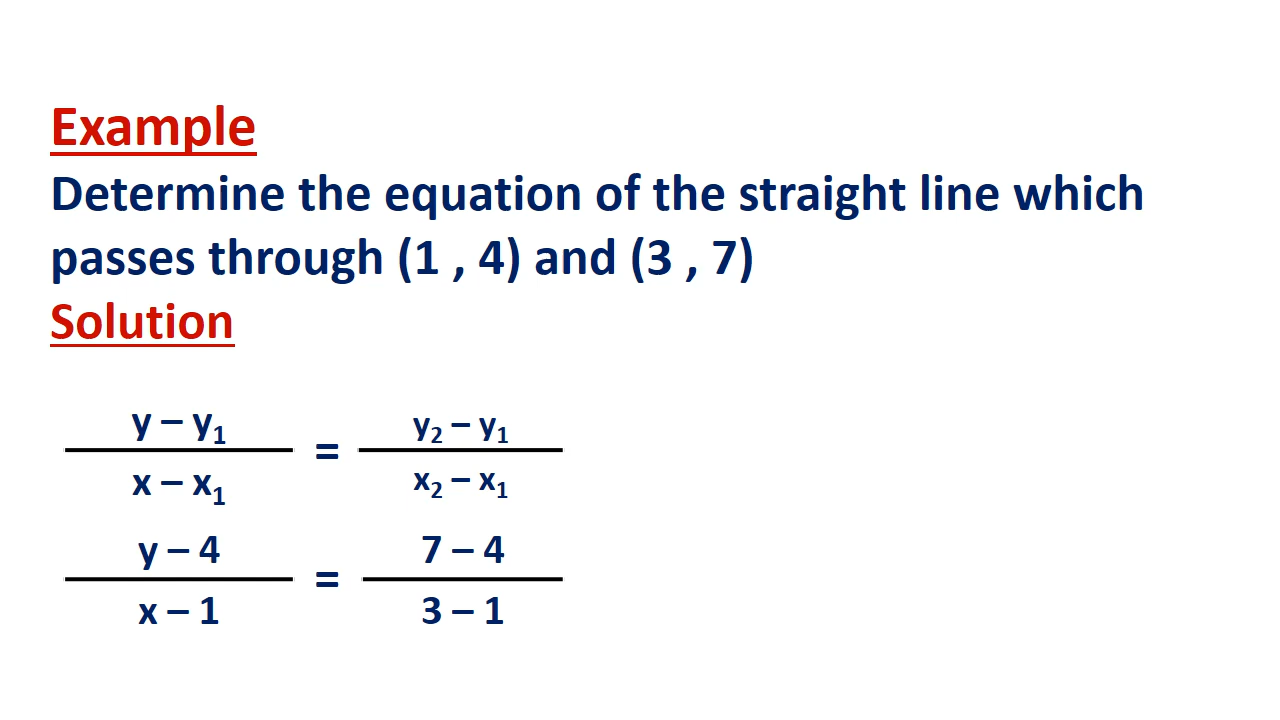 Example
Determine the equation of the straight line which
passes through (1 , 4) and (3 , 7)
Solution
y – y₁ = y₂ – y₁
x – x₁ x₂ – x₁
y – 4 = 7 – 4
x – 1 3 – 1